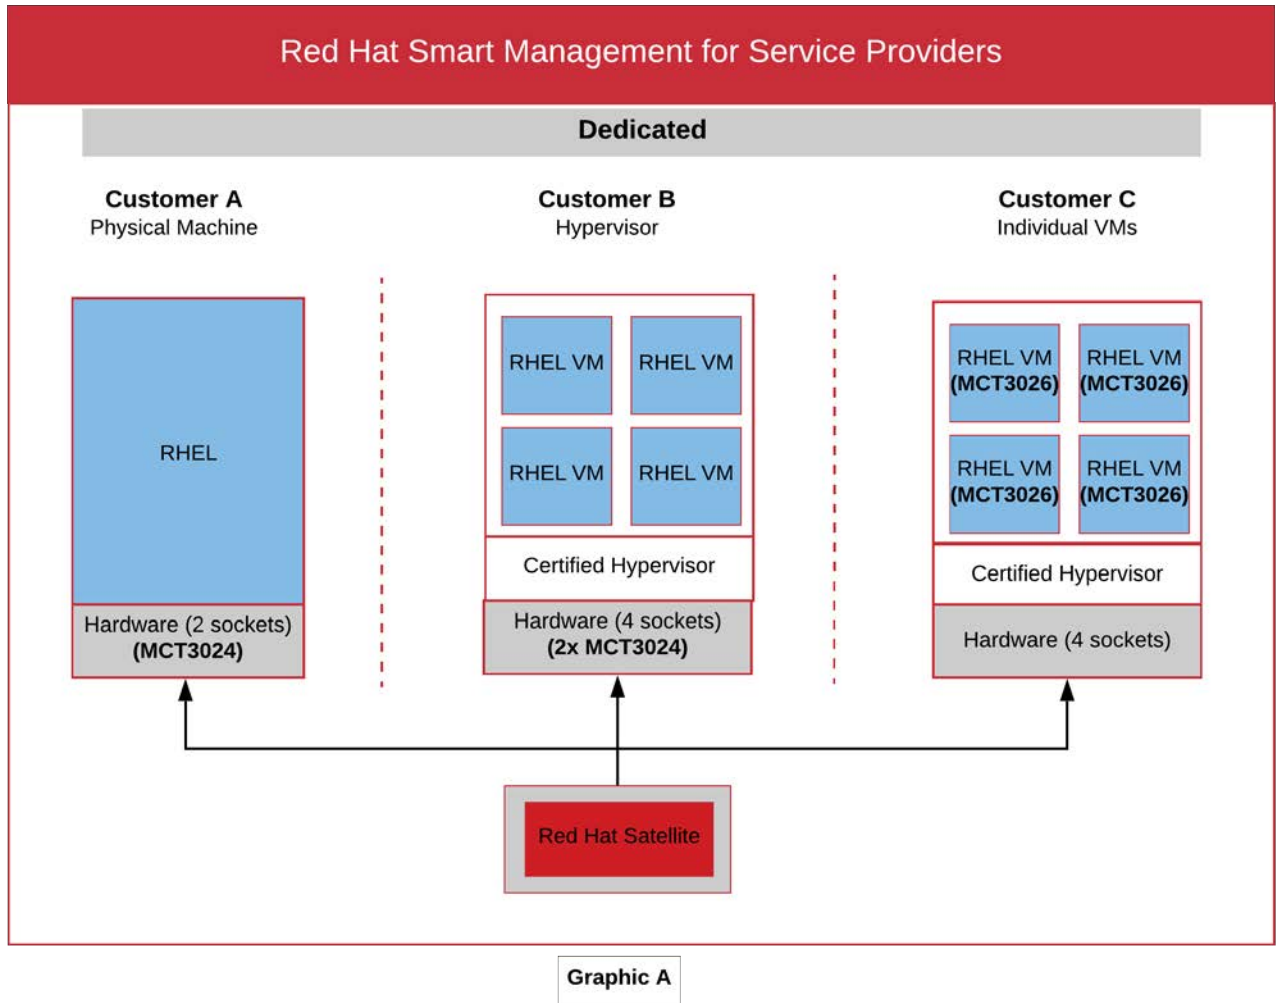 Red Hat Smart Management for Service Providers
Dedicated
Customer A
Physical Machine
Customer B
Hypervisor
Customer C
Individual VMs
RHEL
Hardware (2 sockets)
(MCT3024)
RHEL VM
RHEL VM
RHEL VM
RHEL VM
Certified Hypervisor
Hardware (4 sockets)
(2x MCT3024)
RHEL VM
(MCT3026)
RHEL VM
(MCT3026)
RHEL VM
(MCT3026)
RHEL VM
(MCT3026)
Certified Hypervisor
Hardware (4 sockets)
Red Hat Satellite
Graphic A